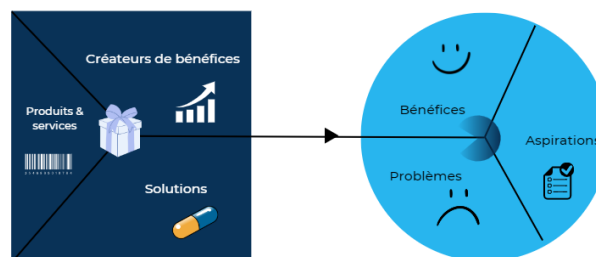 Créateurs de bénéfices
Produits &
services
Solutions
Bénéfices
Aspirations
Problèmes